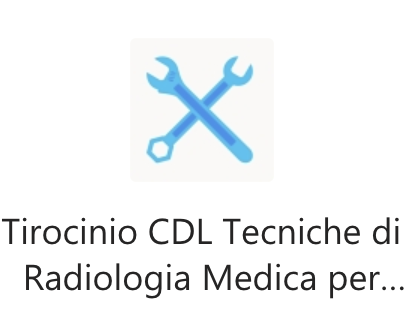 Tirocinio CDL Tecniche di
Radiologia Medica per...